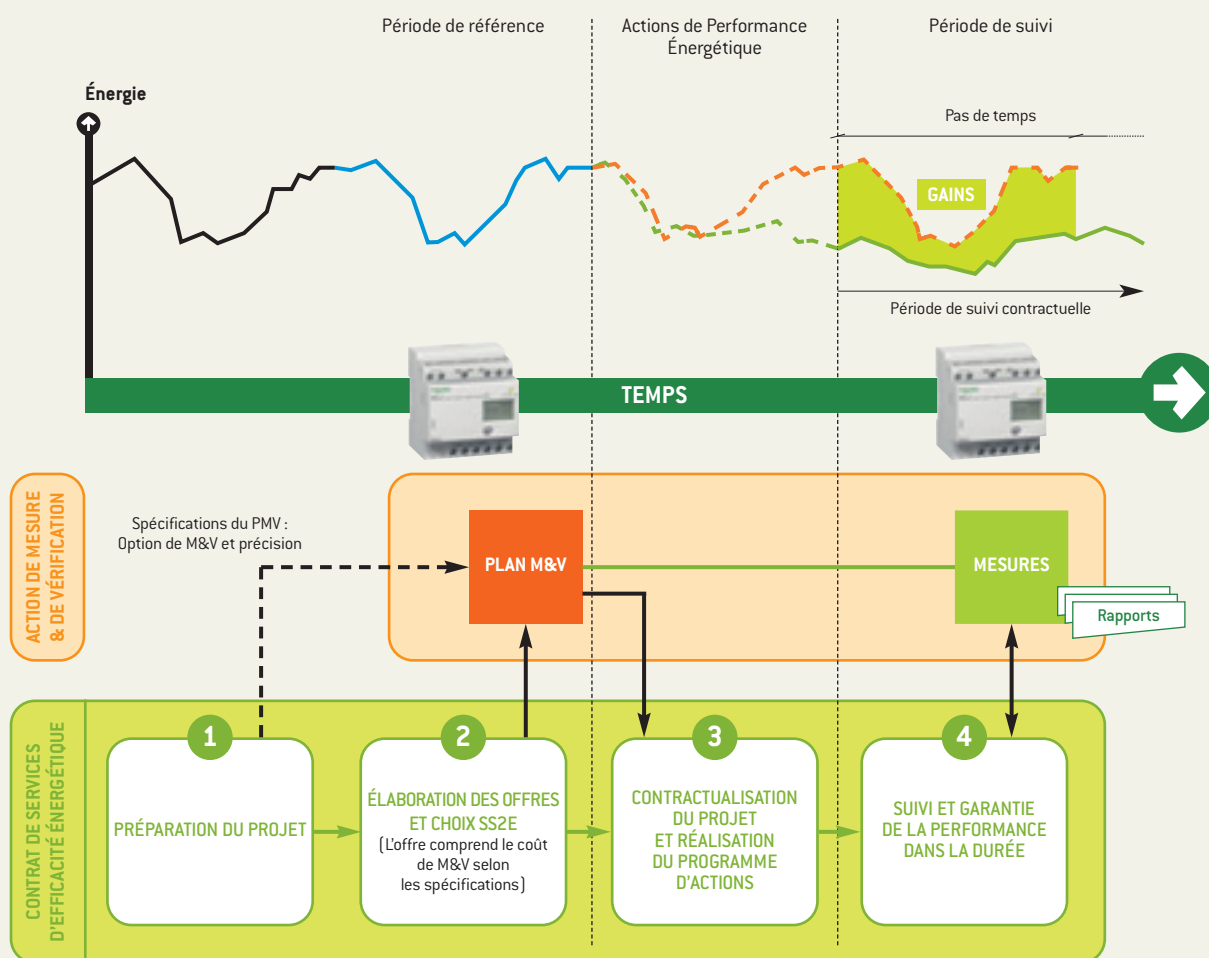 Période de référence
Actions de Performance
Énergétique
Période de suivi
Énergie
Pas de temps
GAINS
Période de suivi contractuelle
TEMPS
ACTION DE MESURE
& DE VÉRIFICATION
Spécifications du PMV :
Option de M&V et précision
PLAN M&V
MESURES
Rapports
CONTRAT DE SERVICES
D'EFFICACITÉ ÉNERGÉTIQUE
1
PRÉPARATION DU PROJET
2
ÉLABORATION DES OFFRES
ET CHOIX SS2E
(L'offre comprend le coût
de M&V selon
les spécifications)
3
CONTRACTUALISATION
DU PROJET
ET RÉALISATION
DU PROGRAMME
D'ACTIONS
4
SUIVI ET GARANTIE
DE LA PERFORMANCE
DANS LA DURÉE